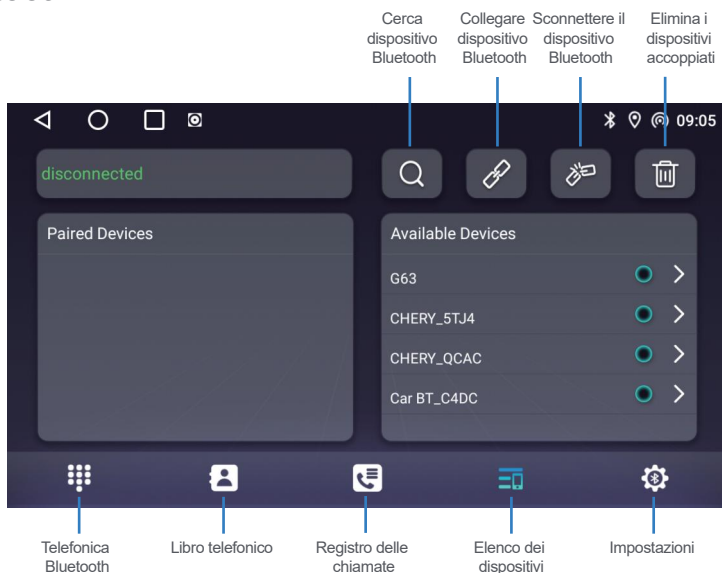 Cerca
dispositivo
Bluetooth
Collegare
dispositivo
Bluetooth
Sconnettere il
dispositivo
Bluetooth
Elimina i
dispositivi
accoppiati
09:05
disconnected
Paired Devices
Available Devices
G63
CHERY_5TJ4
CHERY_QCAC
Car BT_C4DC
Telefonica
Bluetooth
Libro telefonico
Registro delle
chiamate
Elenco dei
dispositivi
Impostazioni